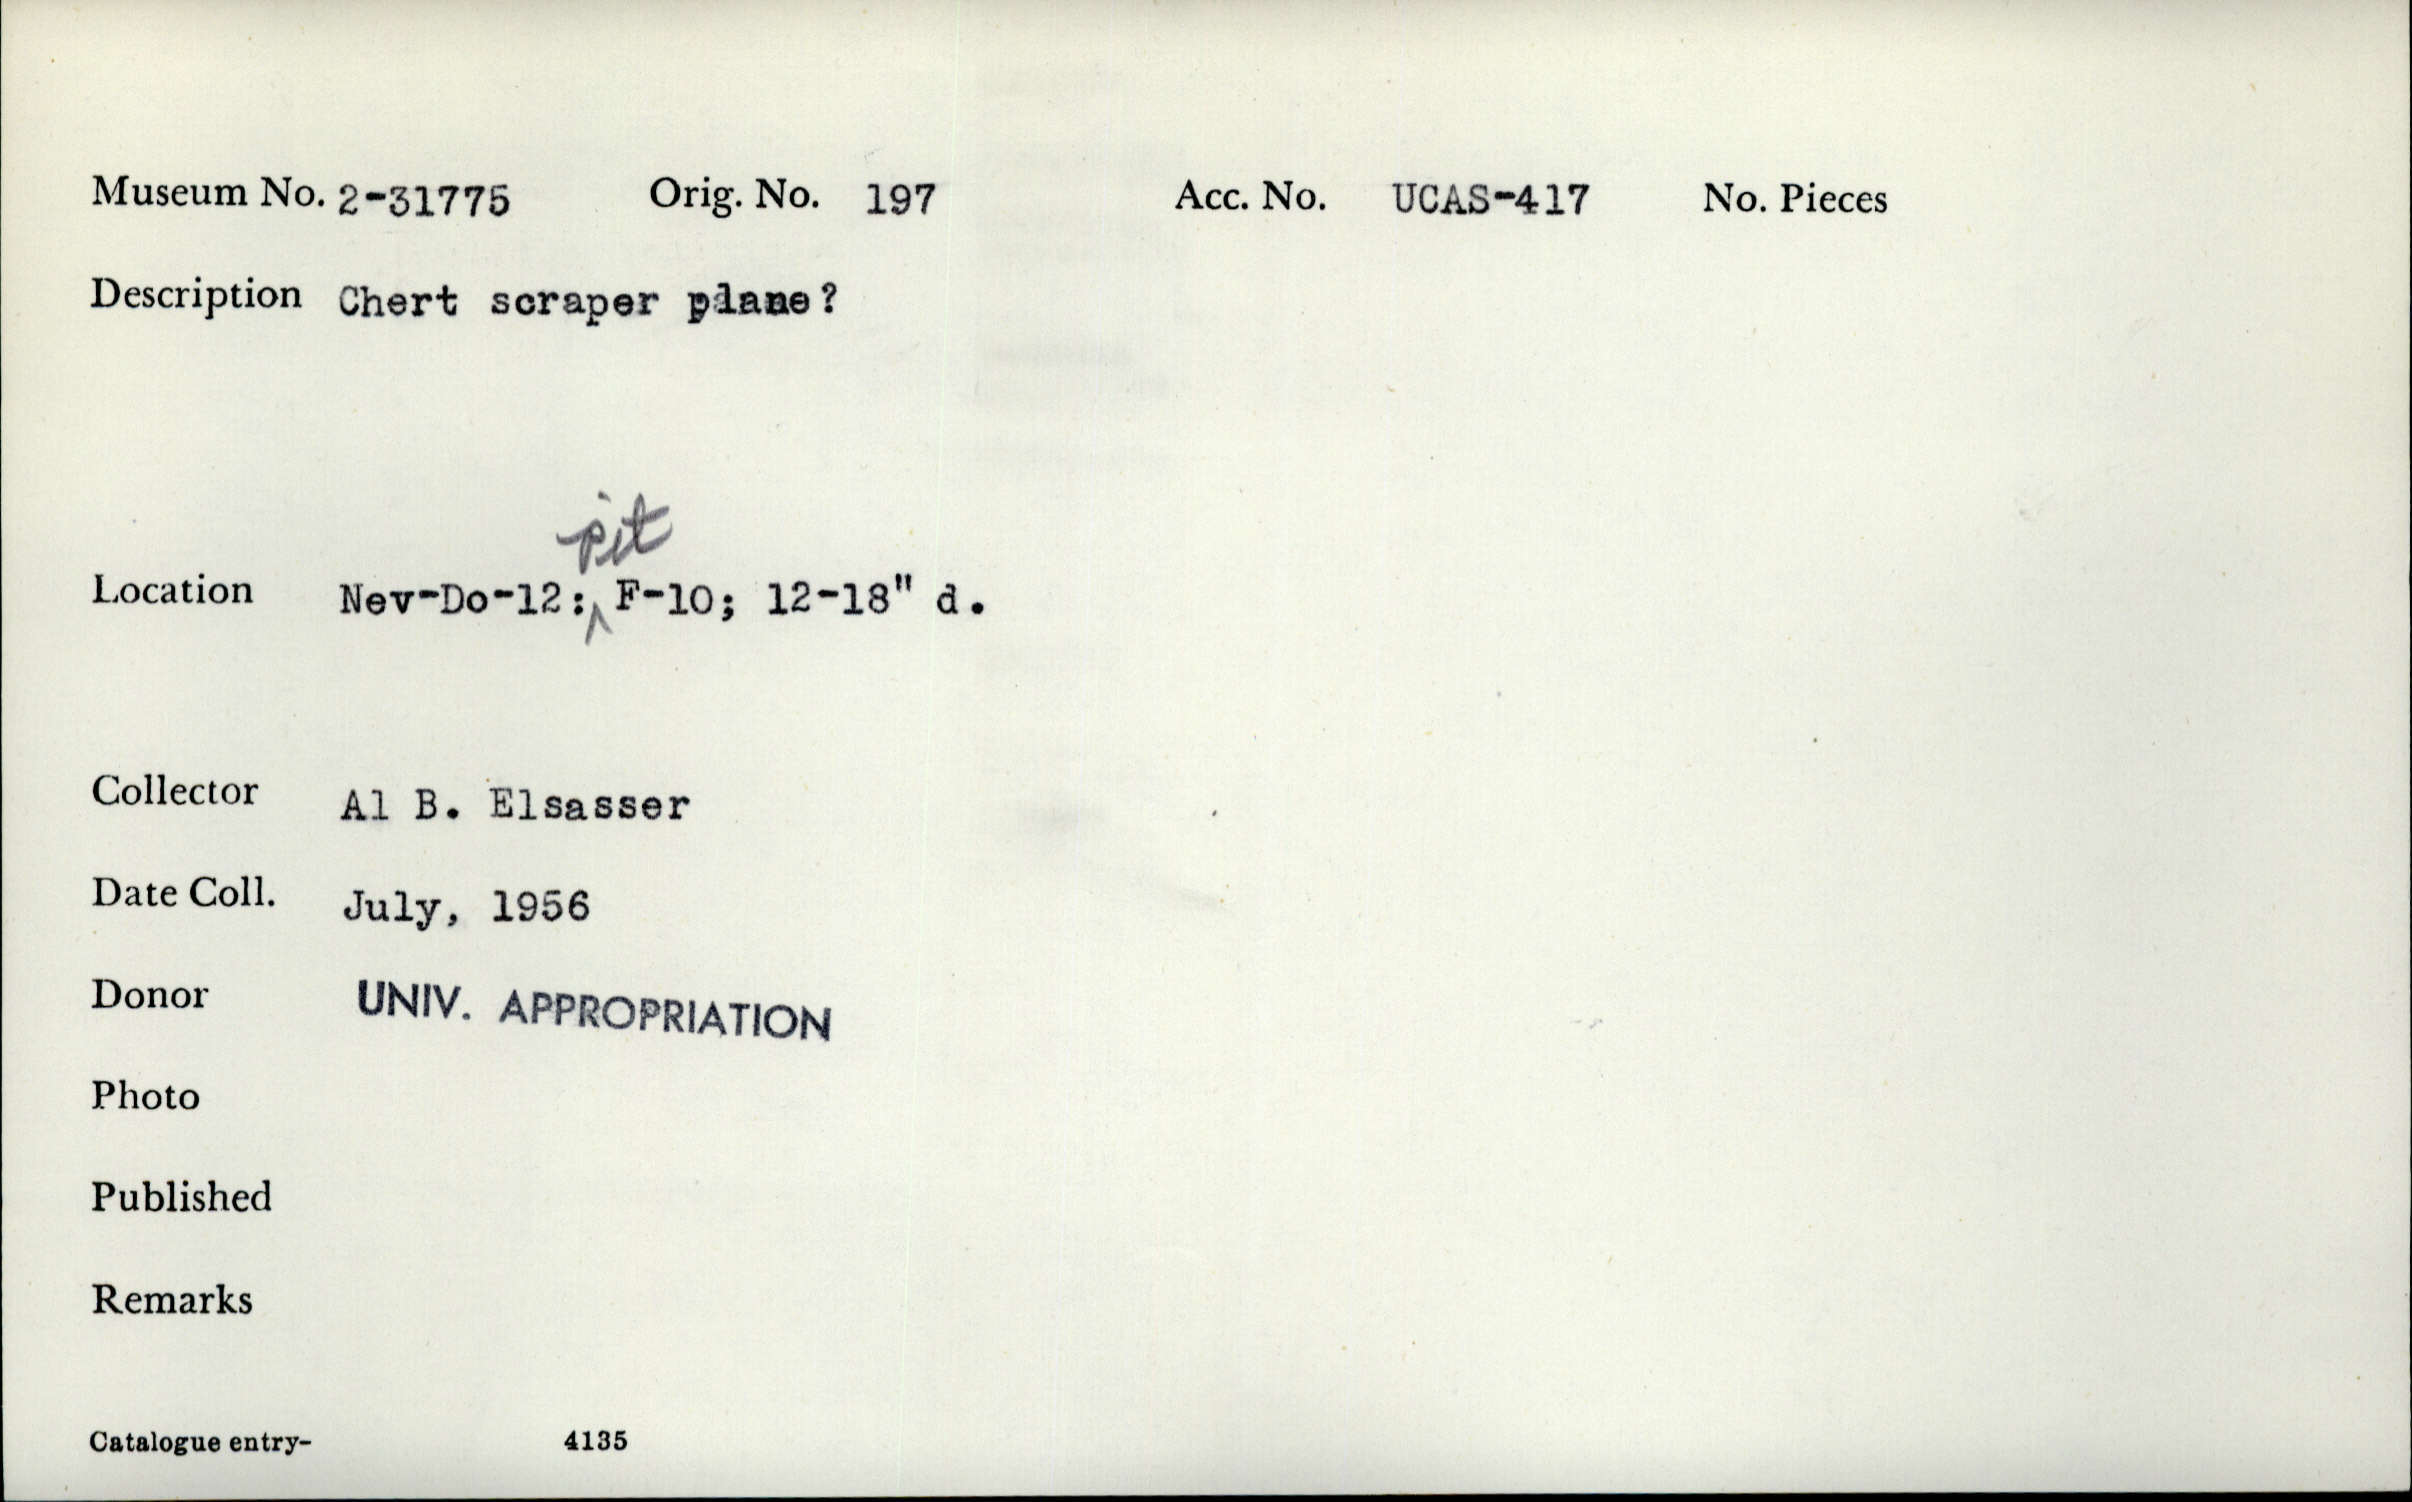 Museum No. 2-31775 Orig. No. 197 Acc. No. UCAS-417 No. Pieces
Description Chert scraper plane?
pit
Location Nev-Do-12:^ F-10; 12-18" d.
Collector Al B. Elsasser
Date Coll. July, 1956
Donor UNIV. APPROPRIATION
Photo
Published
Remarks
Catalogue entry- 4135